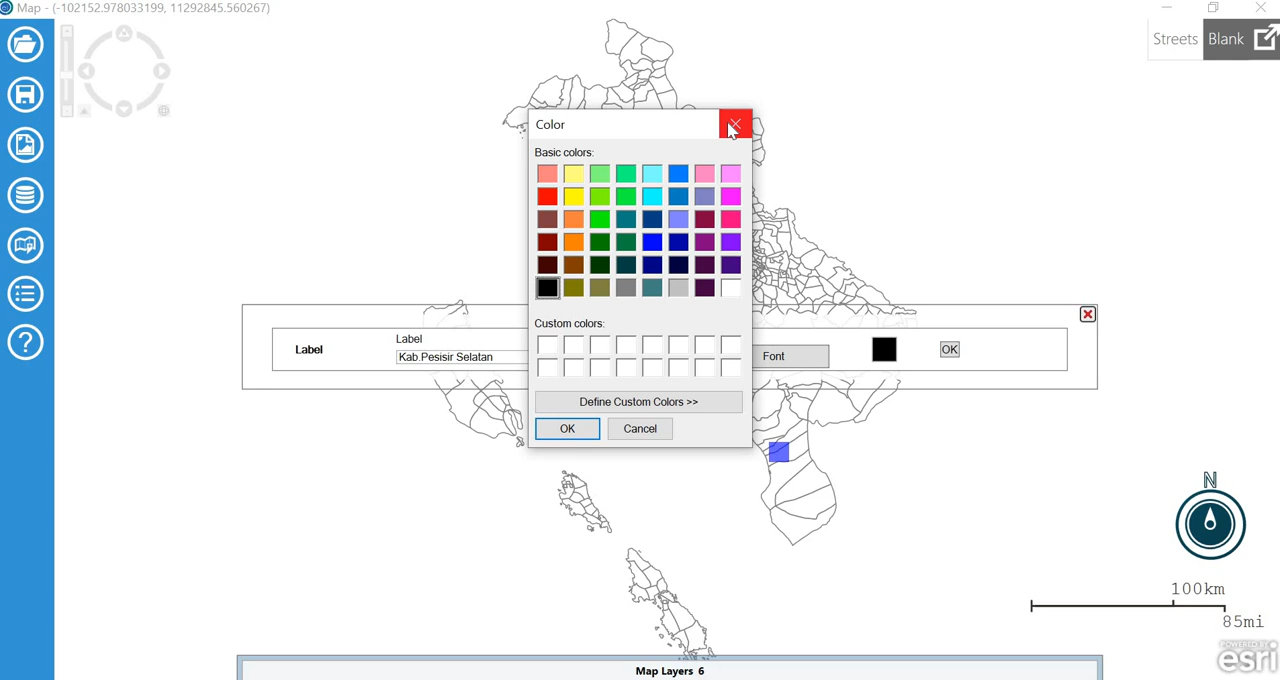 Map - (-102152.978033199, 11292845.560267)
Streets Blank
Color
Basic colors:
Custom colors:
Label
Label
Kab.Pesisir Selatan
Font
OK
Define Custom Colors >>
OK Cancel
N
100km
85mi
POWERED BY
esri
Map Layers 6